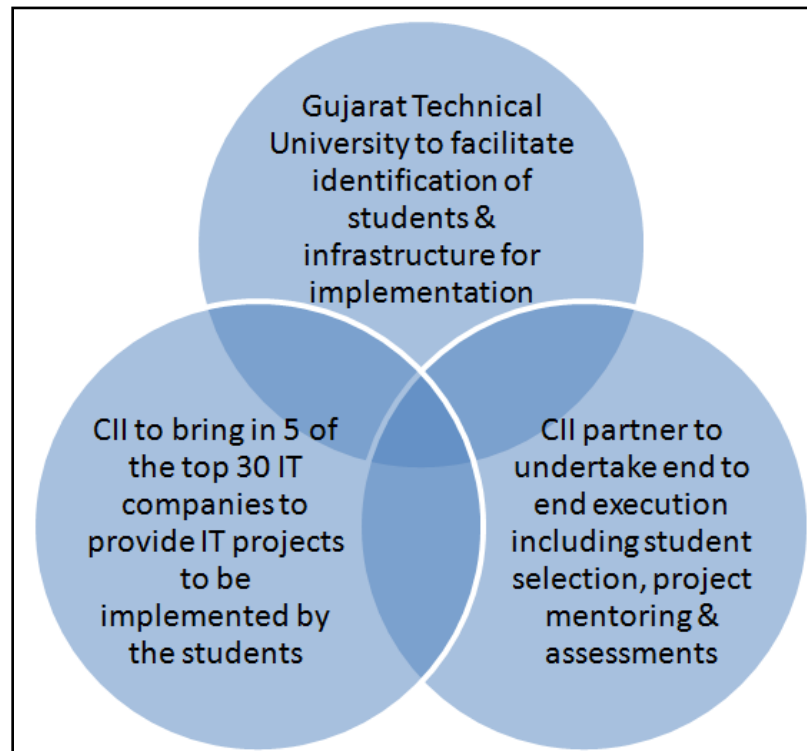 Gujarat Technical
University to facilitate
identification of
students &
infrastructure for
implementation
CII to bring in 5 of
the top 30 IT
companies to
provide IT projects
to be
implemented by
the students
CII partner to
undertake end to
end execution
including student
selection, project
mentoring &
assessments